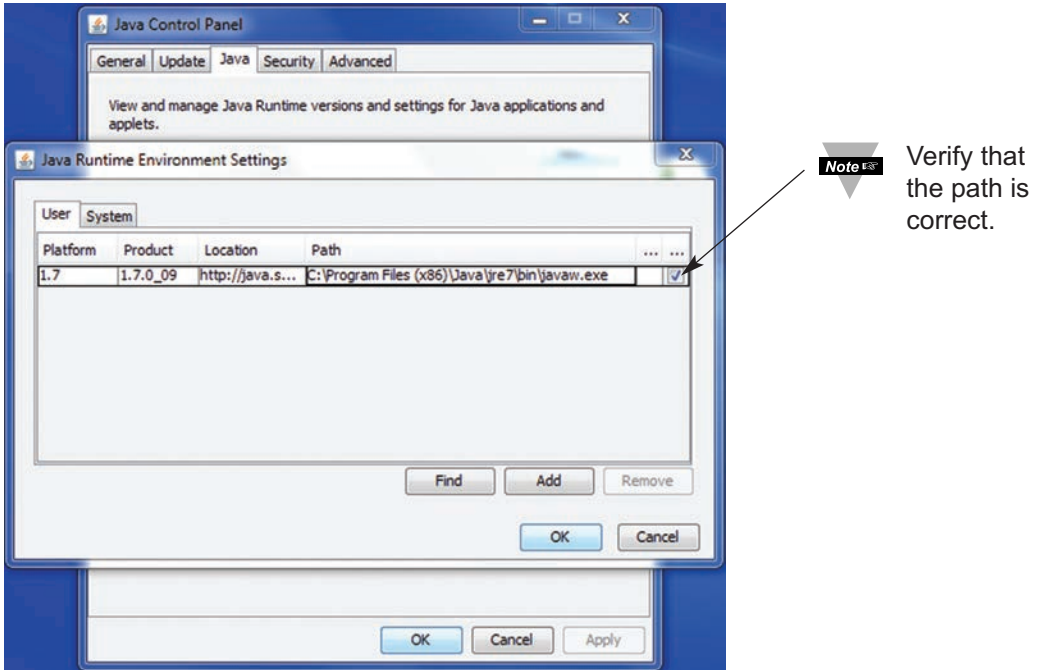 Java Control Panel
General Update Java Security Advanced
View and manage Java Runtime versions and settings for Java applications and
applets.
Java Runtime Environment Settings
User System
Platform Product Location Path ... ...
1.7 1.7.0_09 http://java.s... C:\Program Files (x86)\Java\jre7\bin\javaw.exe
Find Add Remove
OK Cancel
OK Cancel Apply
Note
Verify that
the path is
correct.